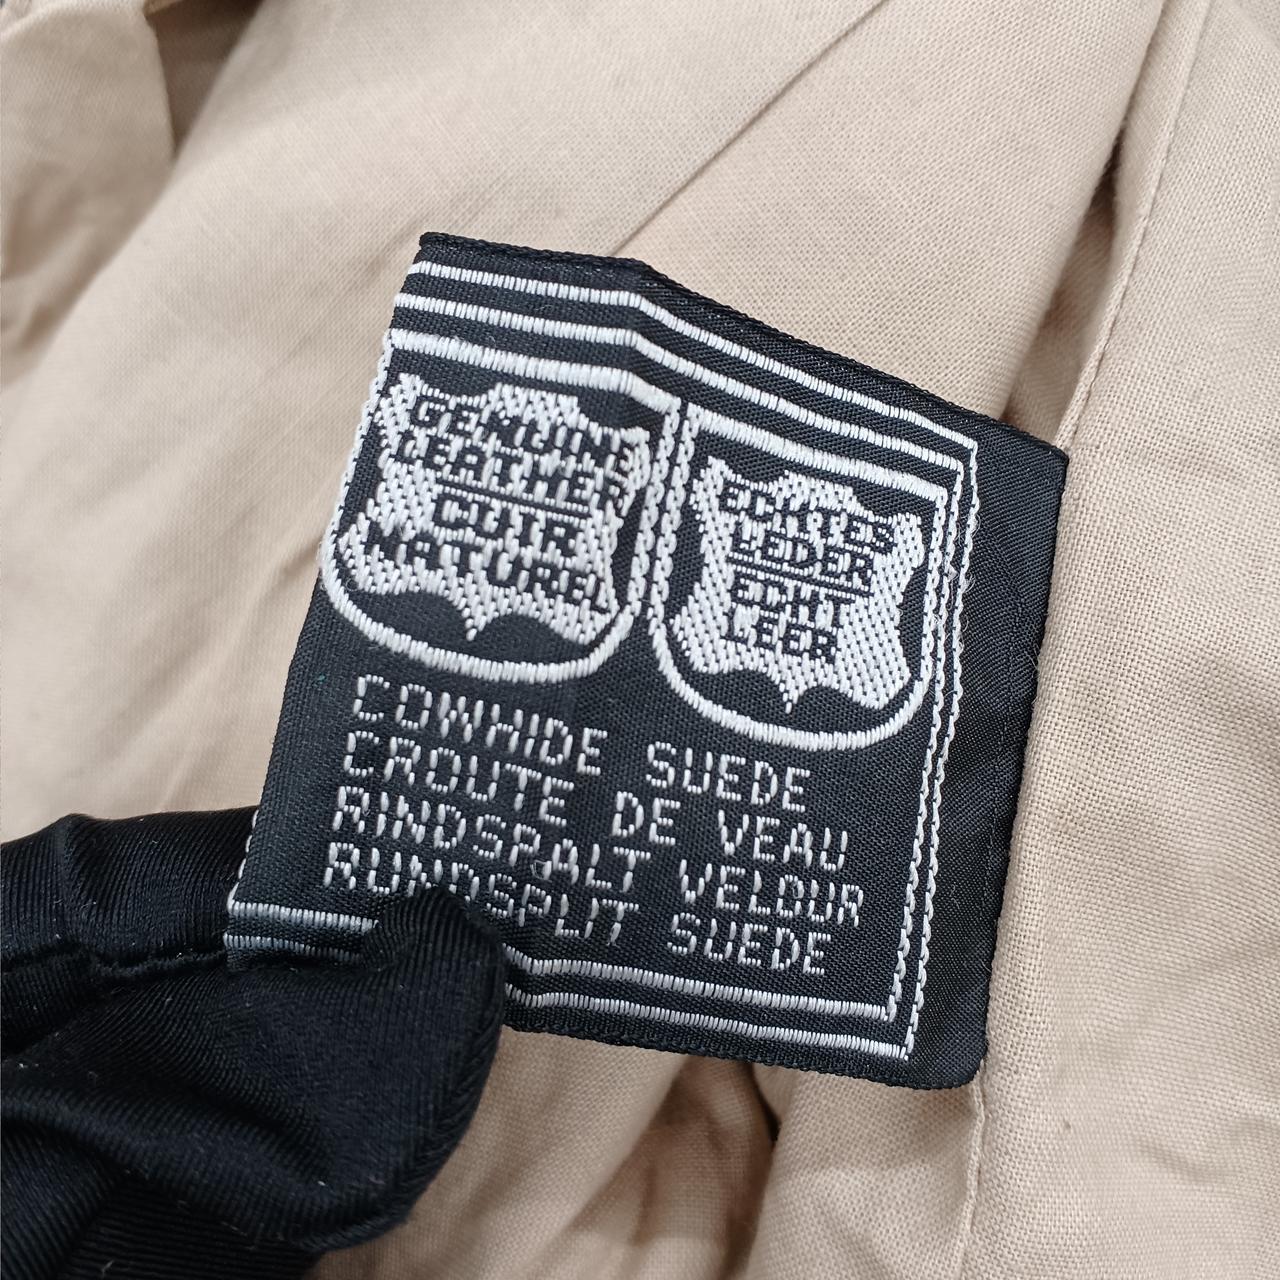 GENUINE
LEATHER
CUIR
NATUREL
ECHTES
LEDER
ECHT
LEER
COWHIDE SUEDE
CROUTE DE VEAU
RINDSPALT VELOUR
RUNDSPLIT SUEDE